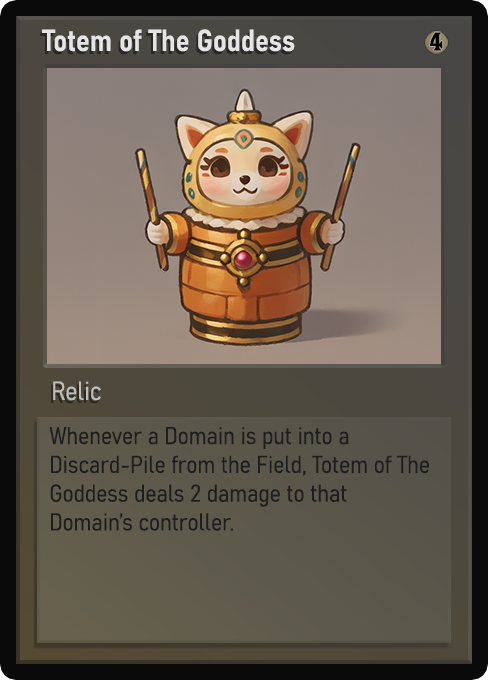 Totem of The Goddess
4
Relic
Whenever a Domain is put into a
Discard-Pile from the Field, Totem of The
Goddess deals 2 damage to that
Domain's controller.